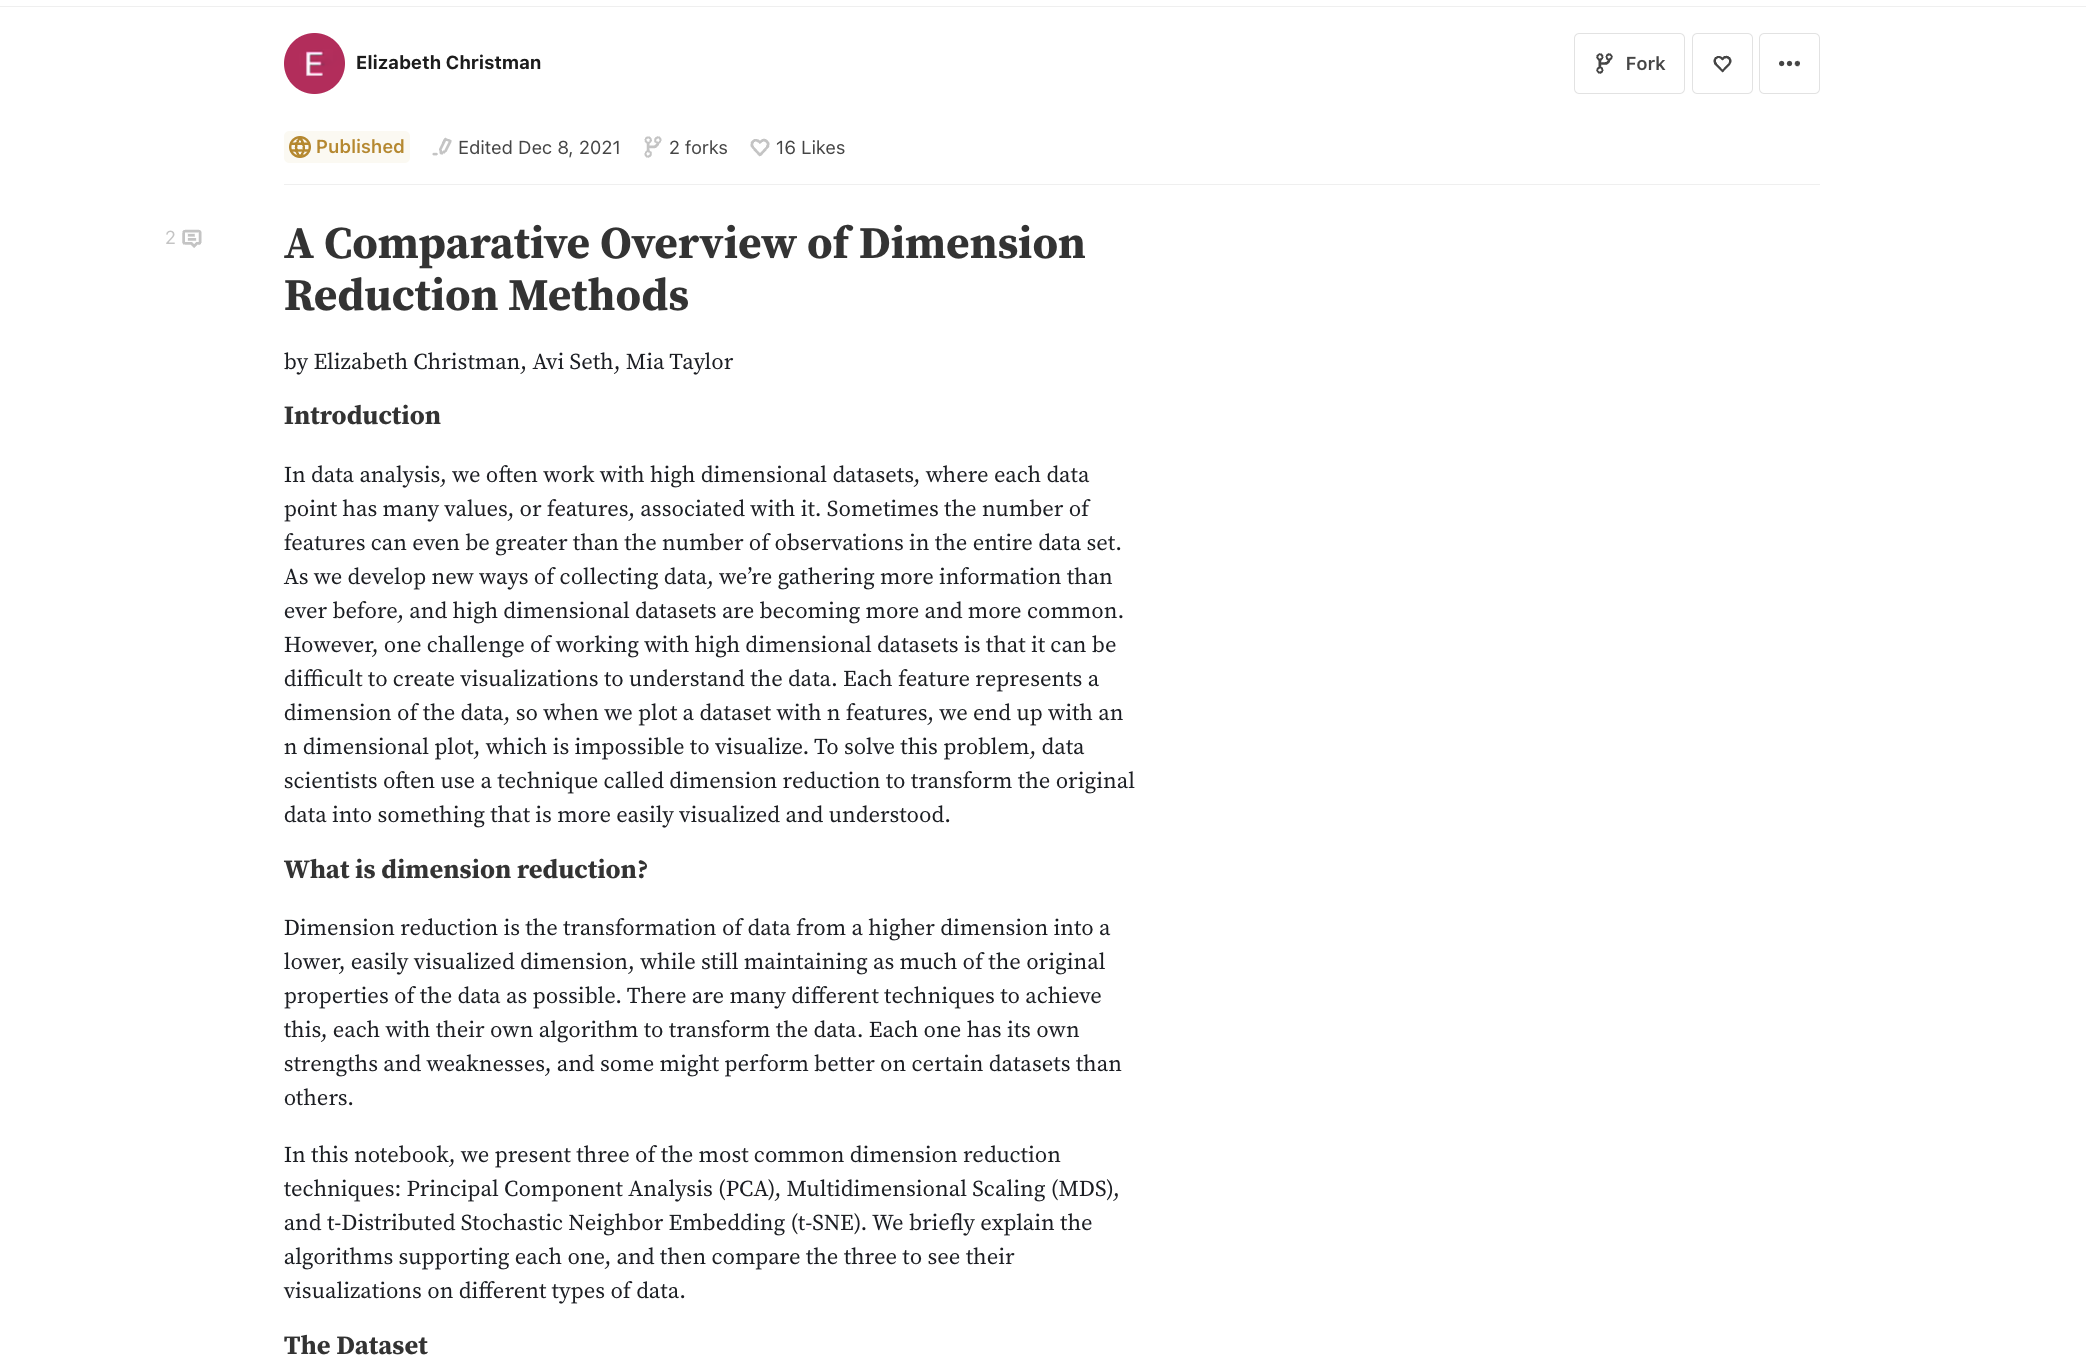 E
Elizabeth Christman
Fork
Published
Edited Dec 8, 2021
2 forks
16 Likes
2
A Comparative Overview of Dimension
Reduction Methods
by Elizabeth Christman, Avi Seth, Mia Taylor
Introduction
In data analysis, we often work with high dimensional datasets, where each data
point has many values, or features, associated with it. Sometimes the number of
features can even be greater than the number of observations in the entire data set.
As we develop new ways of collecting data, we’re gathering more information than
ever before, and high dimensional datasets are becoming more and more common.
However, one challenge of working with high dimensional datasets is that it can be
difficult to create visualizations to understand the data. Each feature represents a
dimension of the data, so when we plot a dataset with n features, we end up with an
n dimensional plot, which is impossible to visualize. To solve this problem, data
scientists often use a technique called dimension reduction to transform the original
data into something that is more easily visualized and understood.
What is dimension reduction?
Dimension reduction is the transformation of data from a higher dimension into a
lower, easily visualized dimension, while still maintaining as much of the original
properties of the data as possible. There are many different techniques to achieve
this, each with their own algorithm to transform the data. Each one has its own
strengths and weaknesses, and some might perform better on certain datasets than
others.
In this notebook, we present three of the most common dimension reduction
techniques: Principal Component Analysis (PCA), Multidimensional Scaling (MDS),
and t-Distributed Stochastic Neighbor Embedding (t-SNE). We briefly explain the
algorithms supporting each one, and then compare the three to see their
visualizations on different types of data.
The Dataset